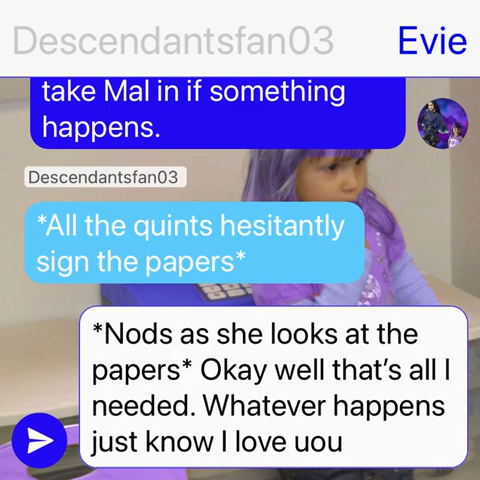 Descendantsfan03
Evie
take Mal in if something
happens.
Descendantsfan03
*All the quints hesitantly
sign the papers*
*Nods as she looks at the
papers* Okay well that’s all I
needed. Whatever happens
just know I love uou